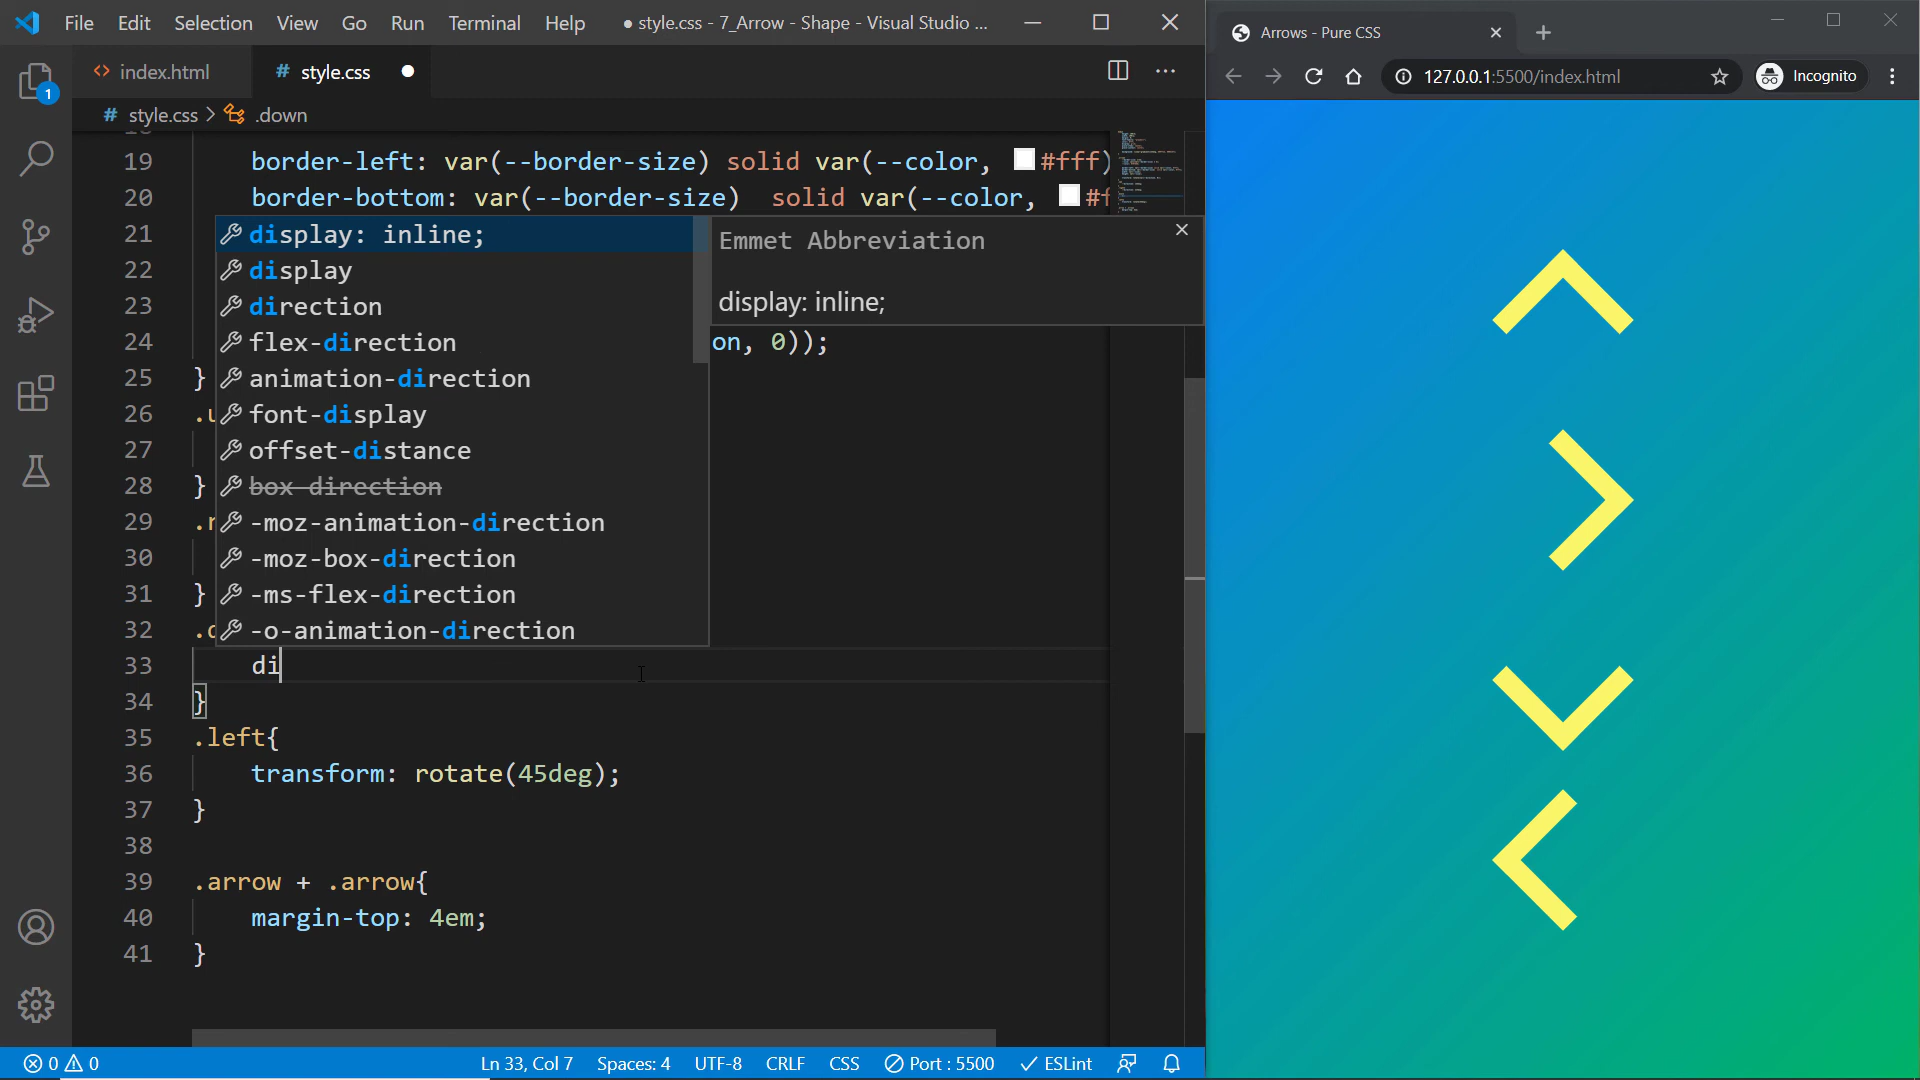 File Edit Selection View Go Run Terminal Help ● style.css - 7_Arrow - Shape - Visual Studio ...
index.html # style.css ●
# style.css > .down
19 border-left: var(--border-size) solid var(--color, #fff)
20 border-bottom: var(--border-size) solid var(--color, #f
21 display: inline;
22 display
23 direction
24 flex-direction on, 0));
25 } animation-direction
26 .u font-display
27 offset-distance
28 } box-direction
29 .r -moz-animation-direction
30 -moz-box-direction
31 } -ms-flex-direction
32 .d -o-animation-direction
Emmet Abbreviation
display: inline;
33 di
34 }
35 .left{
36 transform: rotate(45deg);
37 }
38
39 .arrow + .arrow{
40 margin-top: 4em;
41 }
1
0 0 Ln 33, Col 7 Spaces: 4 UTF-8 CRLF CSS Port : 5500 ESLint
Arrows - Pure CSS
127.0.0.1:5500/index.html Incognito